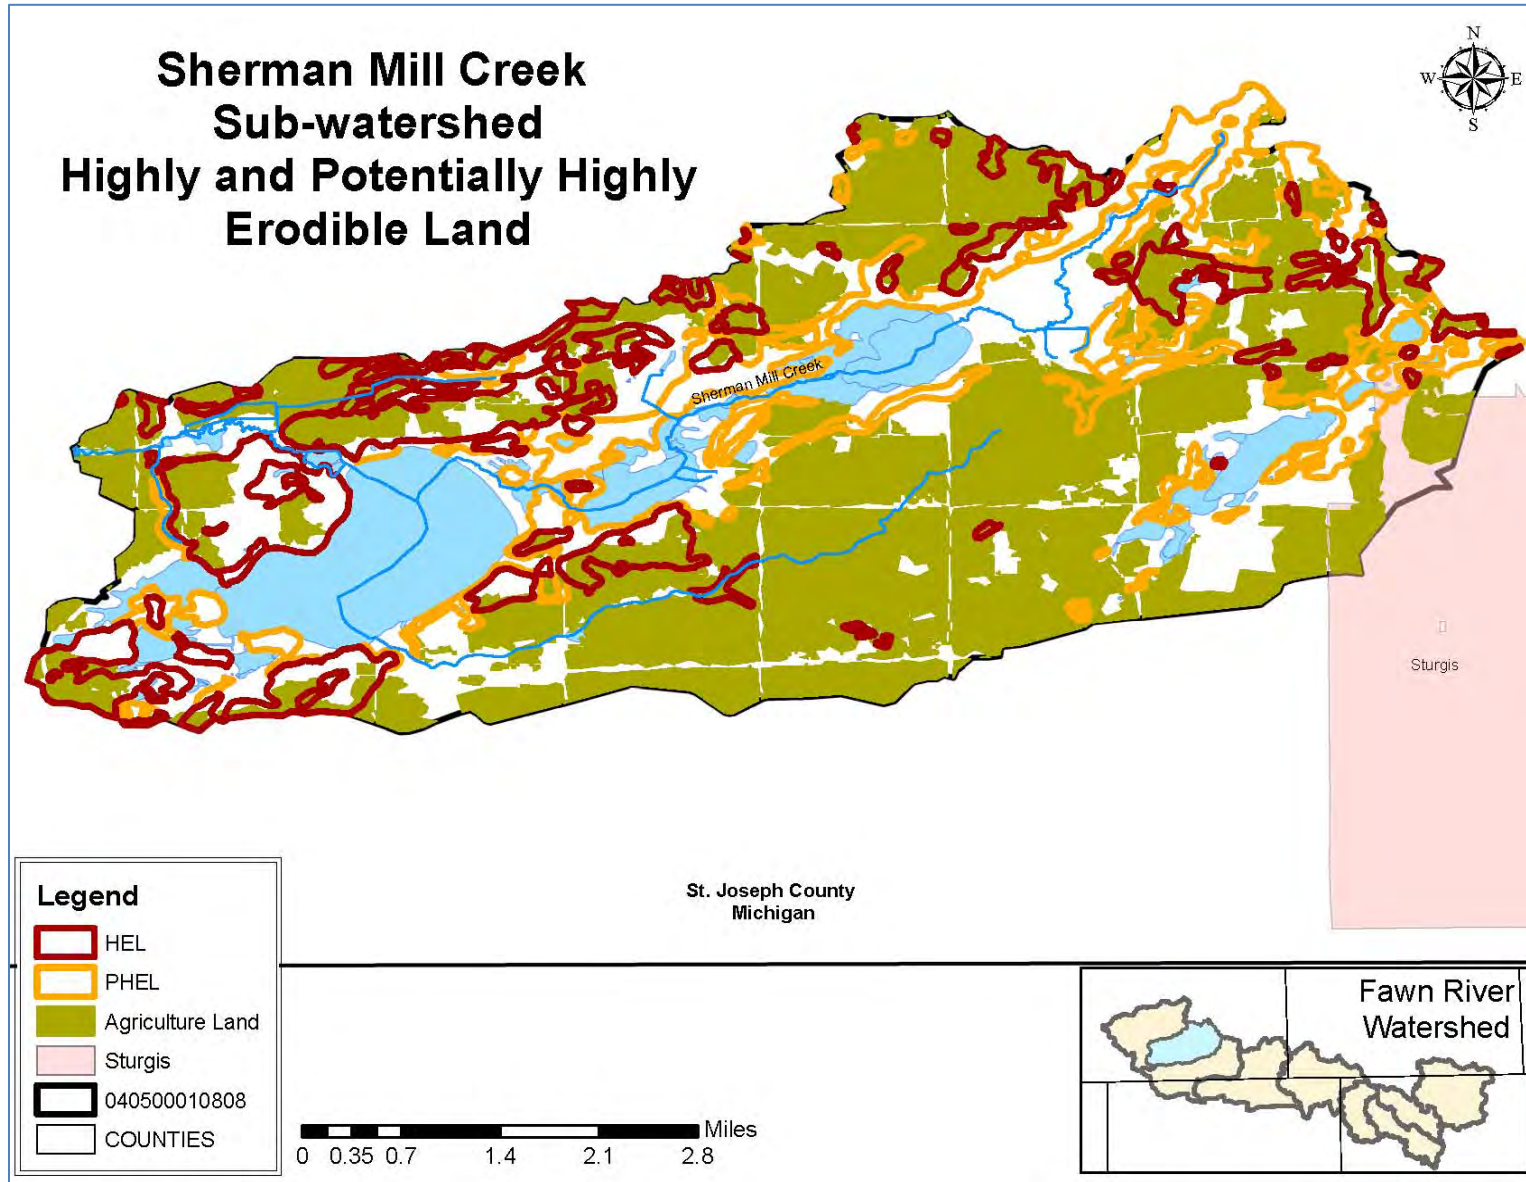 Sherman Mill Creek
Sub-watershed
Highly and Potentially Highly
Erodible Land
N
W
E
S
Sherman Mill Creek
Sturgis
St. Joseph County
Michigan
Legend
HEL
PHEL
Agriculture Land
Sturgis
040500010808
COUNTIES
Miles
0 0.35 0.7 1.4 2.1 2.8
Fawn River
Watershed